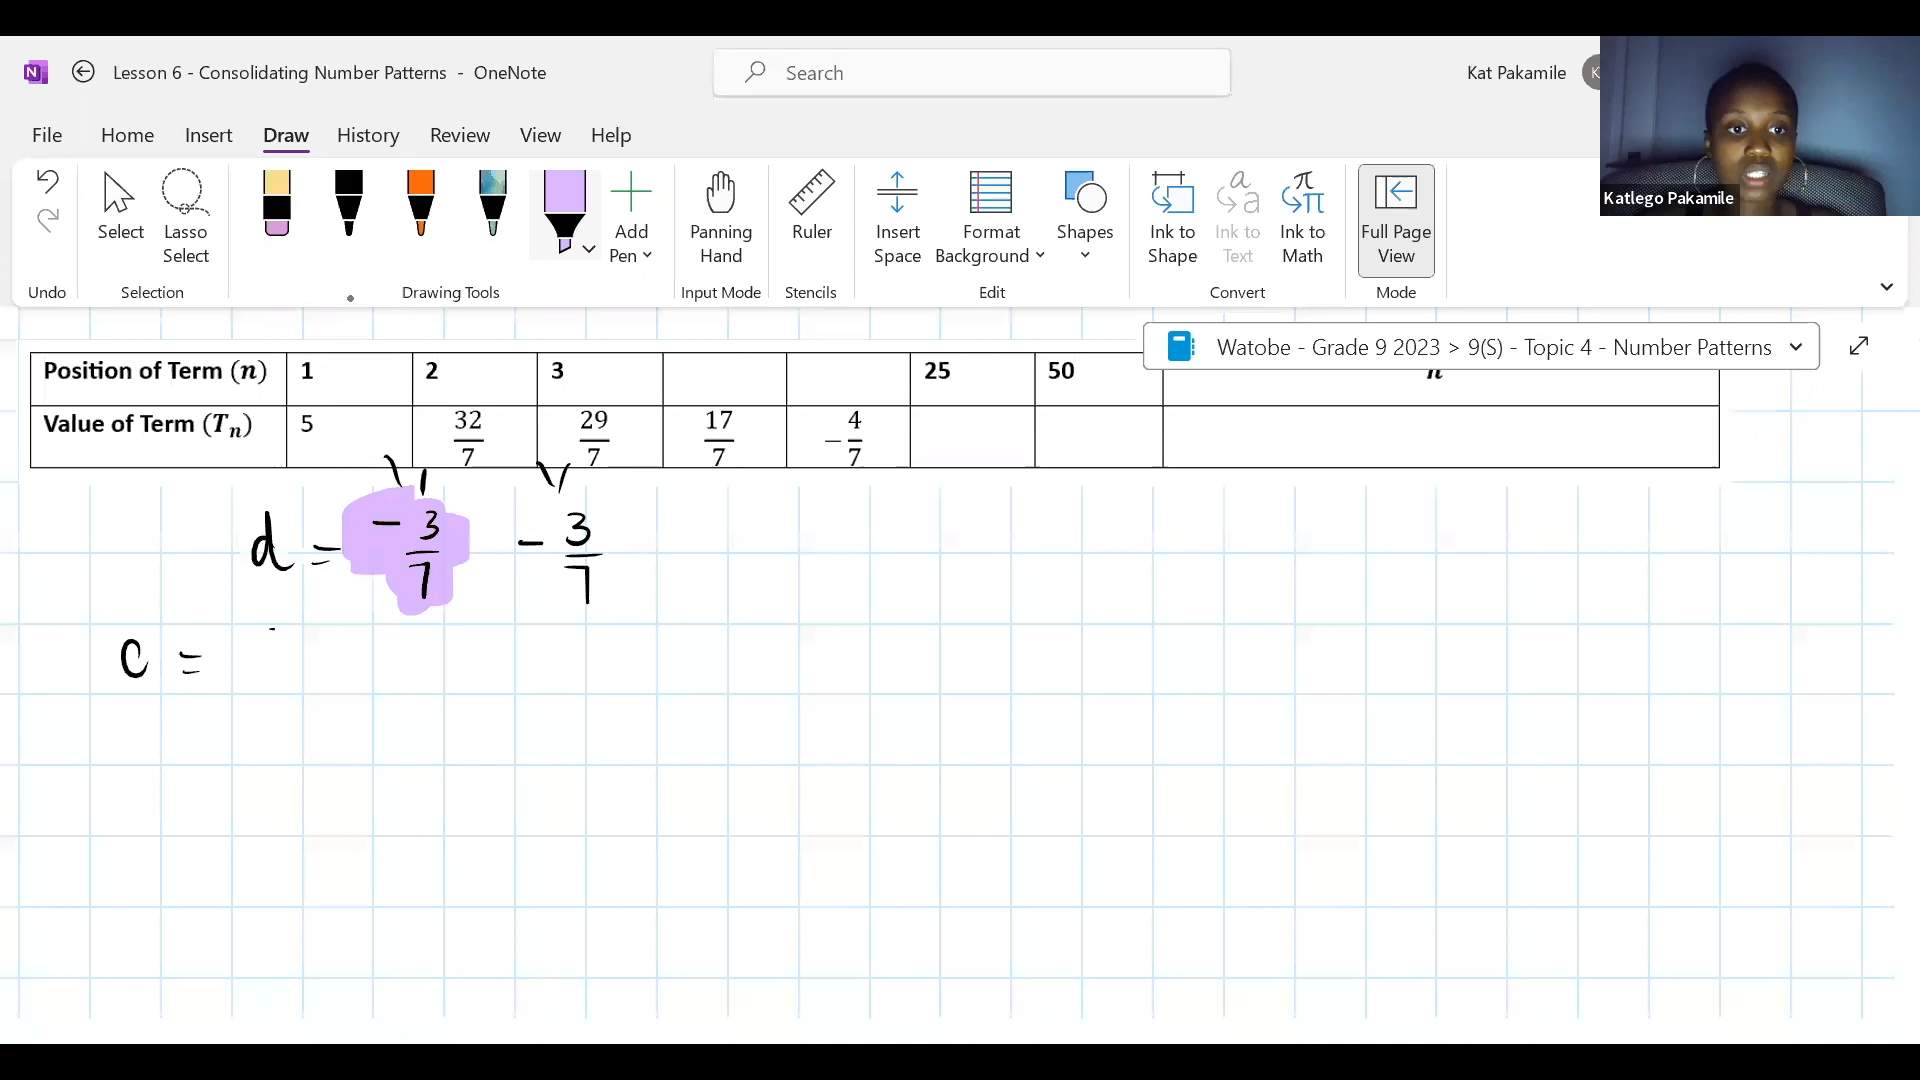 Lesson 6 - Consolidating Number Patterns - OneNote
Search
Kat Pakamile
K
Katlego Pakamile
File Home Insert Draw History Review View Help
Undo
Select
Lasso Select
Selection
Drawing Tools
Add Pen
Panning Hand
Input Mode
Ruler
Stencils
Insert Space
Format Background
Shapes
Edit
Ink to Shape
Ink to Text
Ink to Math
Convert
Full Page View
Mode
Watobe - Grade 9 2023 > 9(S) - Topic 4 - Number Patterns
Position of Term (n) 1 2 3 25 50 n
Value of Term (Tn) 5 32/7 29/7 17/7 -4/7
d = -3/7 -3/7
c =